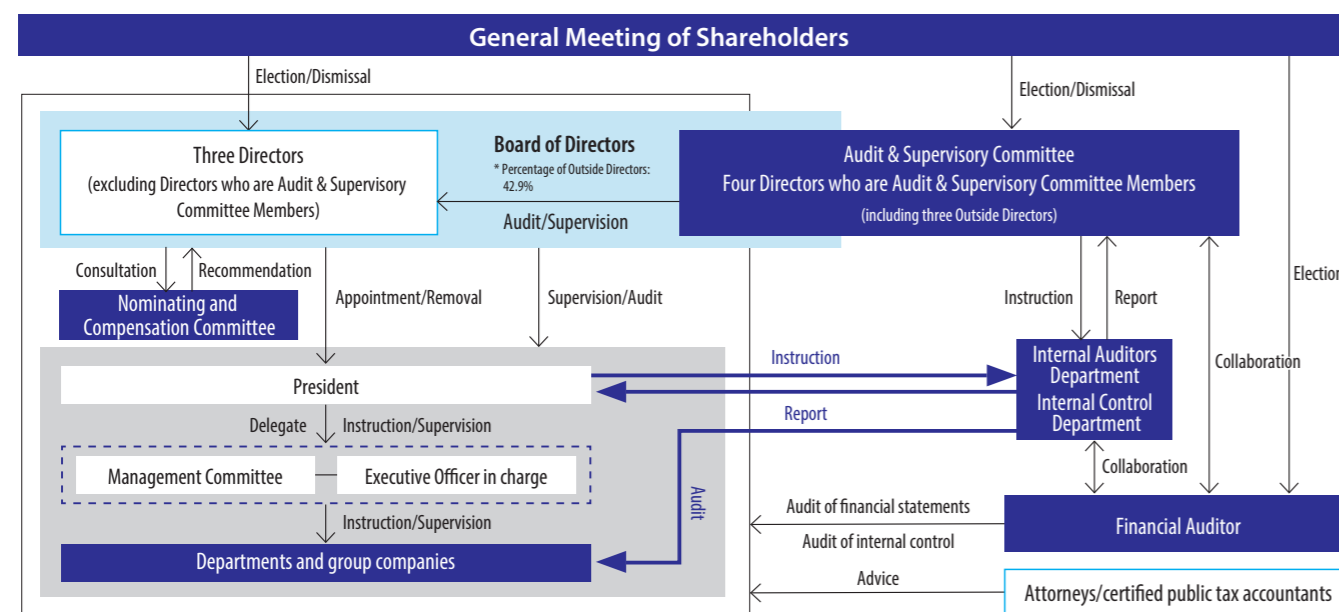 General Meeting of Shareholders
Election/Dismissal
Election/Dismissal
Three Directors
(excluding Directors who are Audit & Supervisory
Committee Members)
Board of Directors
* Percentage of Outside Directors:
42.9%
Audit/Supervision
Audit & Supervisory Committee
Four Directors who are Audit & Supervisory Committee Members
(including three Outside Directors)
Consultation
Recommendation
Appointment/Removal
Supervision/Audit
Instruction
Report
Election
Nominating and
Compensation Committee
Instruction
Internal Auditors
Department
Internal Control
Department
Collaboration
President
Report
Delegate
Instruction/Supervision
Management Committee
Executive Officer in charge
Audit
Collaboration
Instruction/Supervision
Audit of financial statements
Audit of internal control
Financial Auditor
Departments and group companies
Advice
Attorneys/certified public tax accountants